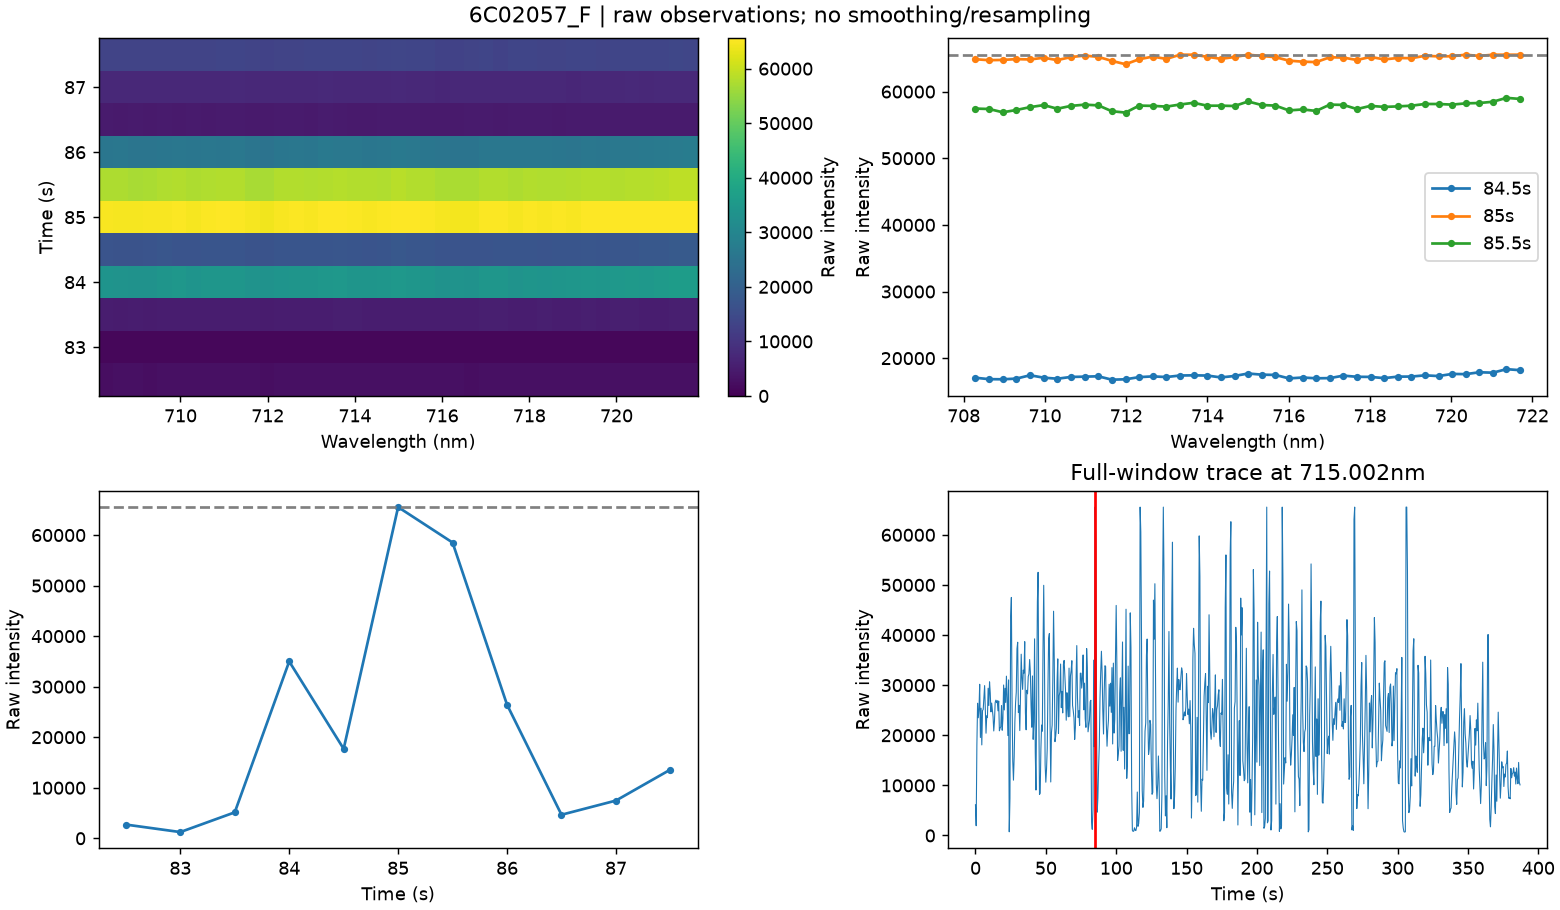 6C02057_F | raw observations; no smoothing/resampling
87
86
85
84
83
Time (s)
710 712 714 716 718 720
Wavelength (nm)
60000
50000
40000
30000
20000
10000
0
Raw intensity
60000
50000
40000
30000
20000
Raw intensity
84.5s
85s
85.5s
708 710 712 714 716 718 720 722
Wavelength (nm)
60000
50000
40000
30000
20000
10000
0
Raw intensity
83 84 85 86 87
Time (s)
Full-window trace at 715.002nm
60000
50000
40000
30000
20000
10000
0
Raw intensity
0 50 100 150 200 250 300 350 400
Time (s)